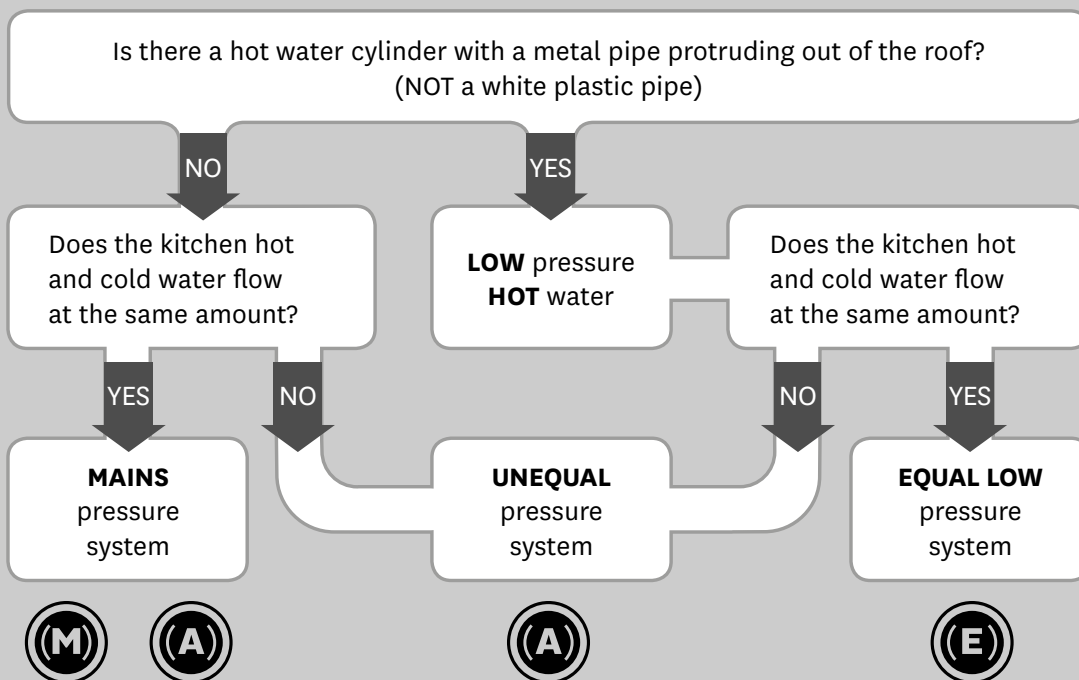 Is there a hot water cylinder with a metal pipe protruding out of the roof?
(NOT a white plastic pipe)
NO
YES
Does the kitchen hot
and cold water flow
at the same amount?
LOW pressure
HOT water
Does the kitchen hot
and cold water flow
at the same amount?
YES
NO
NO
YES
MAINS
pressure
system
UNEQUAL
pressure
system
EQUAL LOW
pressure
system
(M)
(A)
(A)
(E)